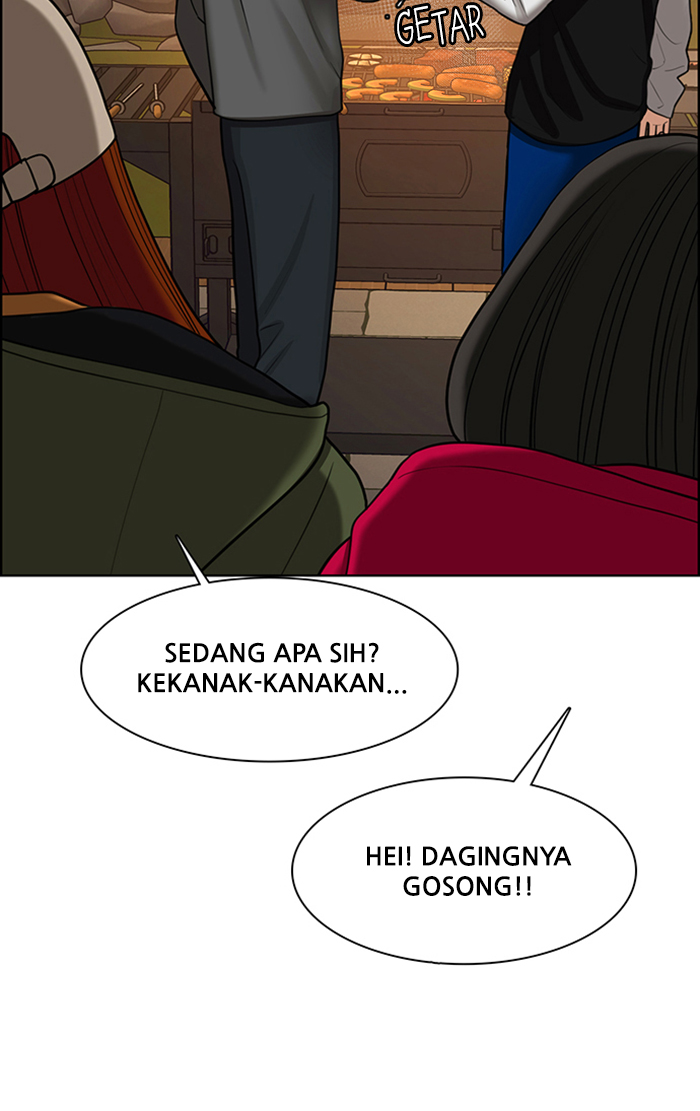 GETAR
SEDANG APA SIH?
KEKANAK-KANAKAN...
HEI! DAGINGNYA
GOSONG!!